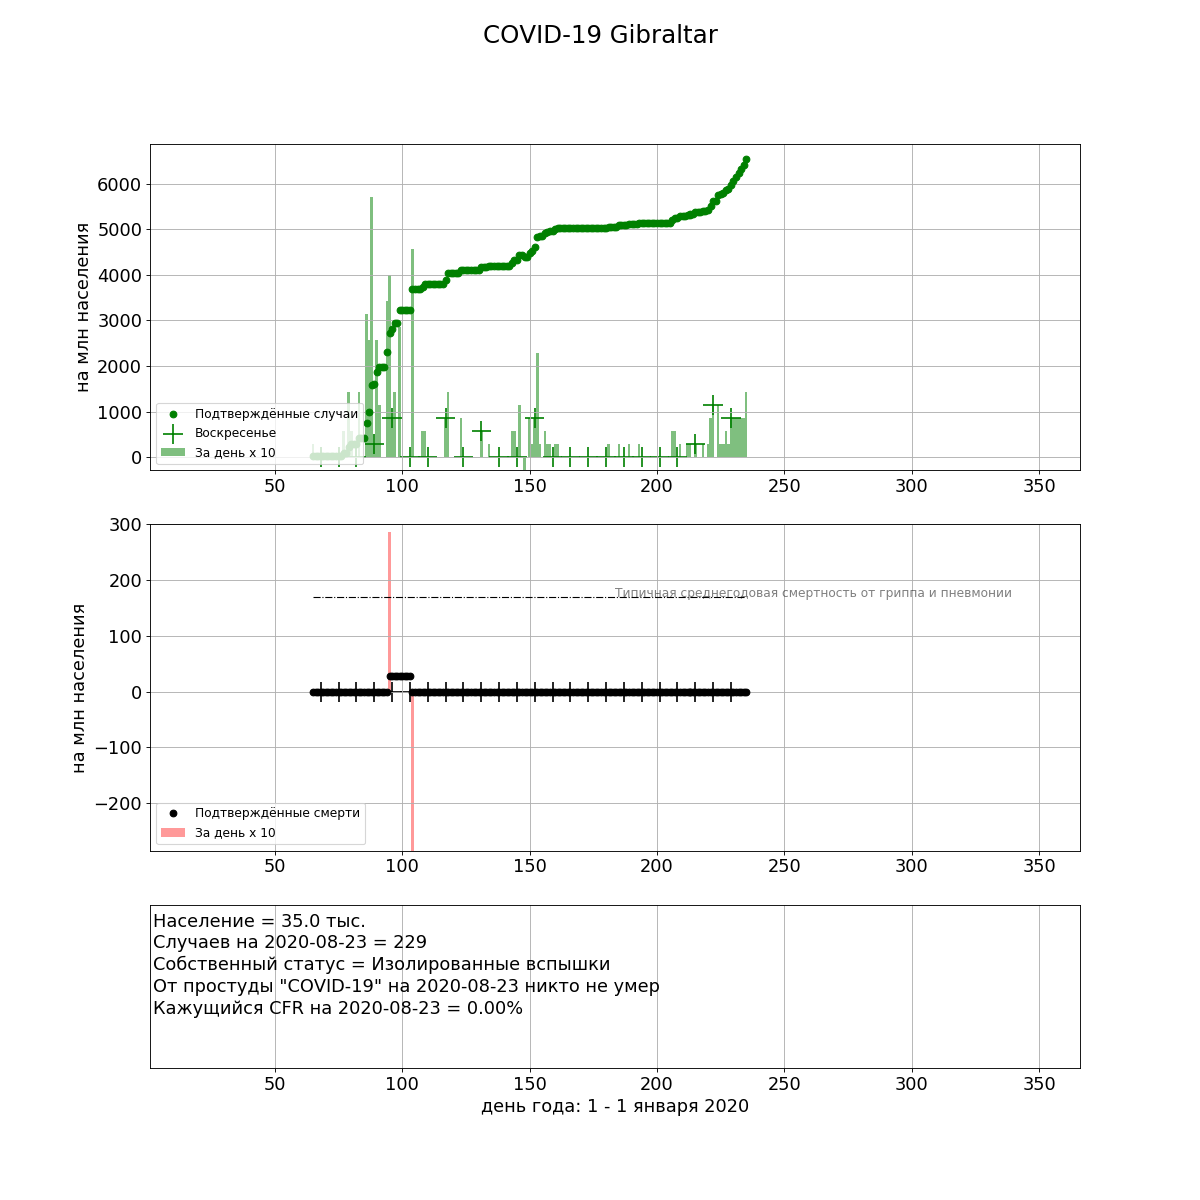 COVID-19 Gibraltar
на млн населения
6000
5000
4000
3000
2000
1000
0
Подтверждённые случаи
Воскресенье
За день x 10
50 100 150 200 250 300 350
на млн населения
300
200
100
0
−100
−200
Типичная среднегодовая смертность от гриппа и пневмонии
Подтверждённые смерти
За день x 10
50 100 150 200 250 300 350
Население = 35.0 тыс.
Случаев на 2020-08-23 = 229
Собственный статус = Изолированные вспышки
От простуды "COVID-19" на 2020-08-23 никто не умер
Кажущийся CFR на 2020-08-23 = 0.00%
50 100 150 200 250 300 350
день года: 1 - 1 января 2020